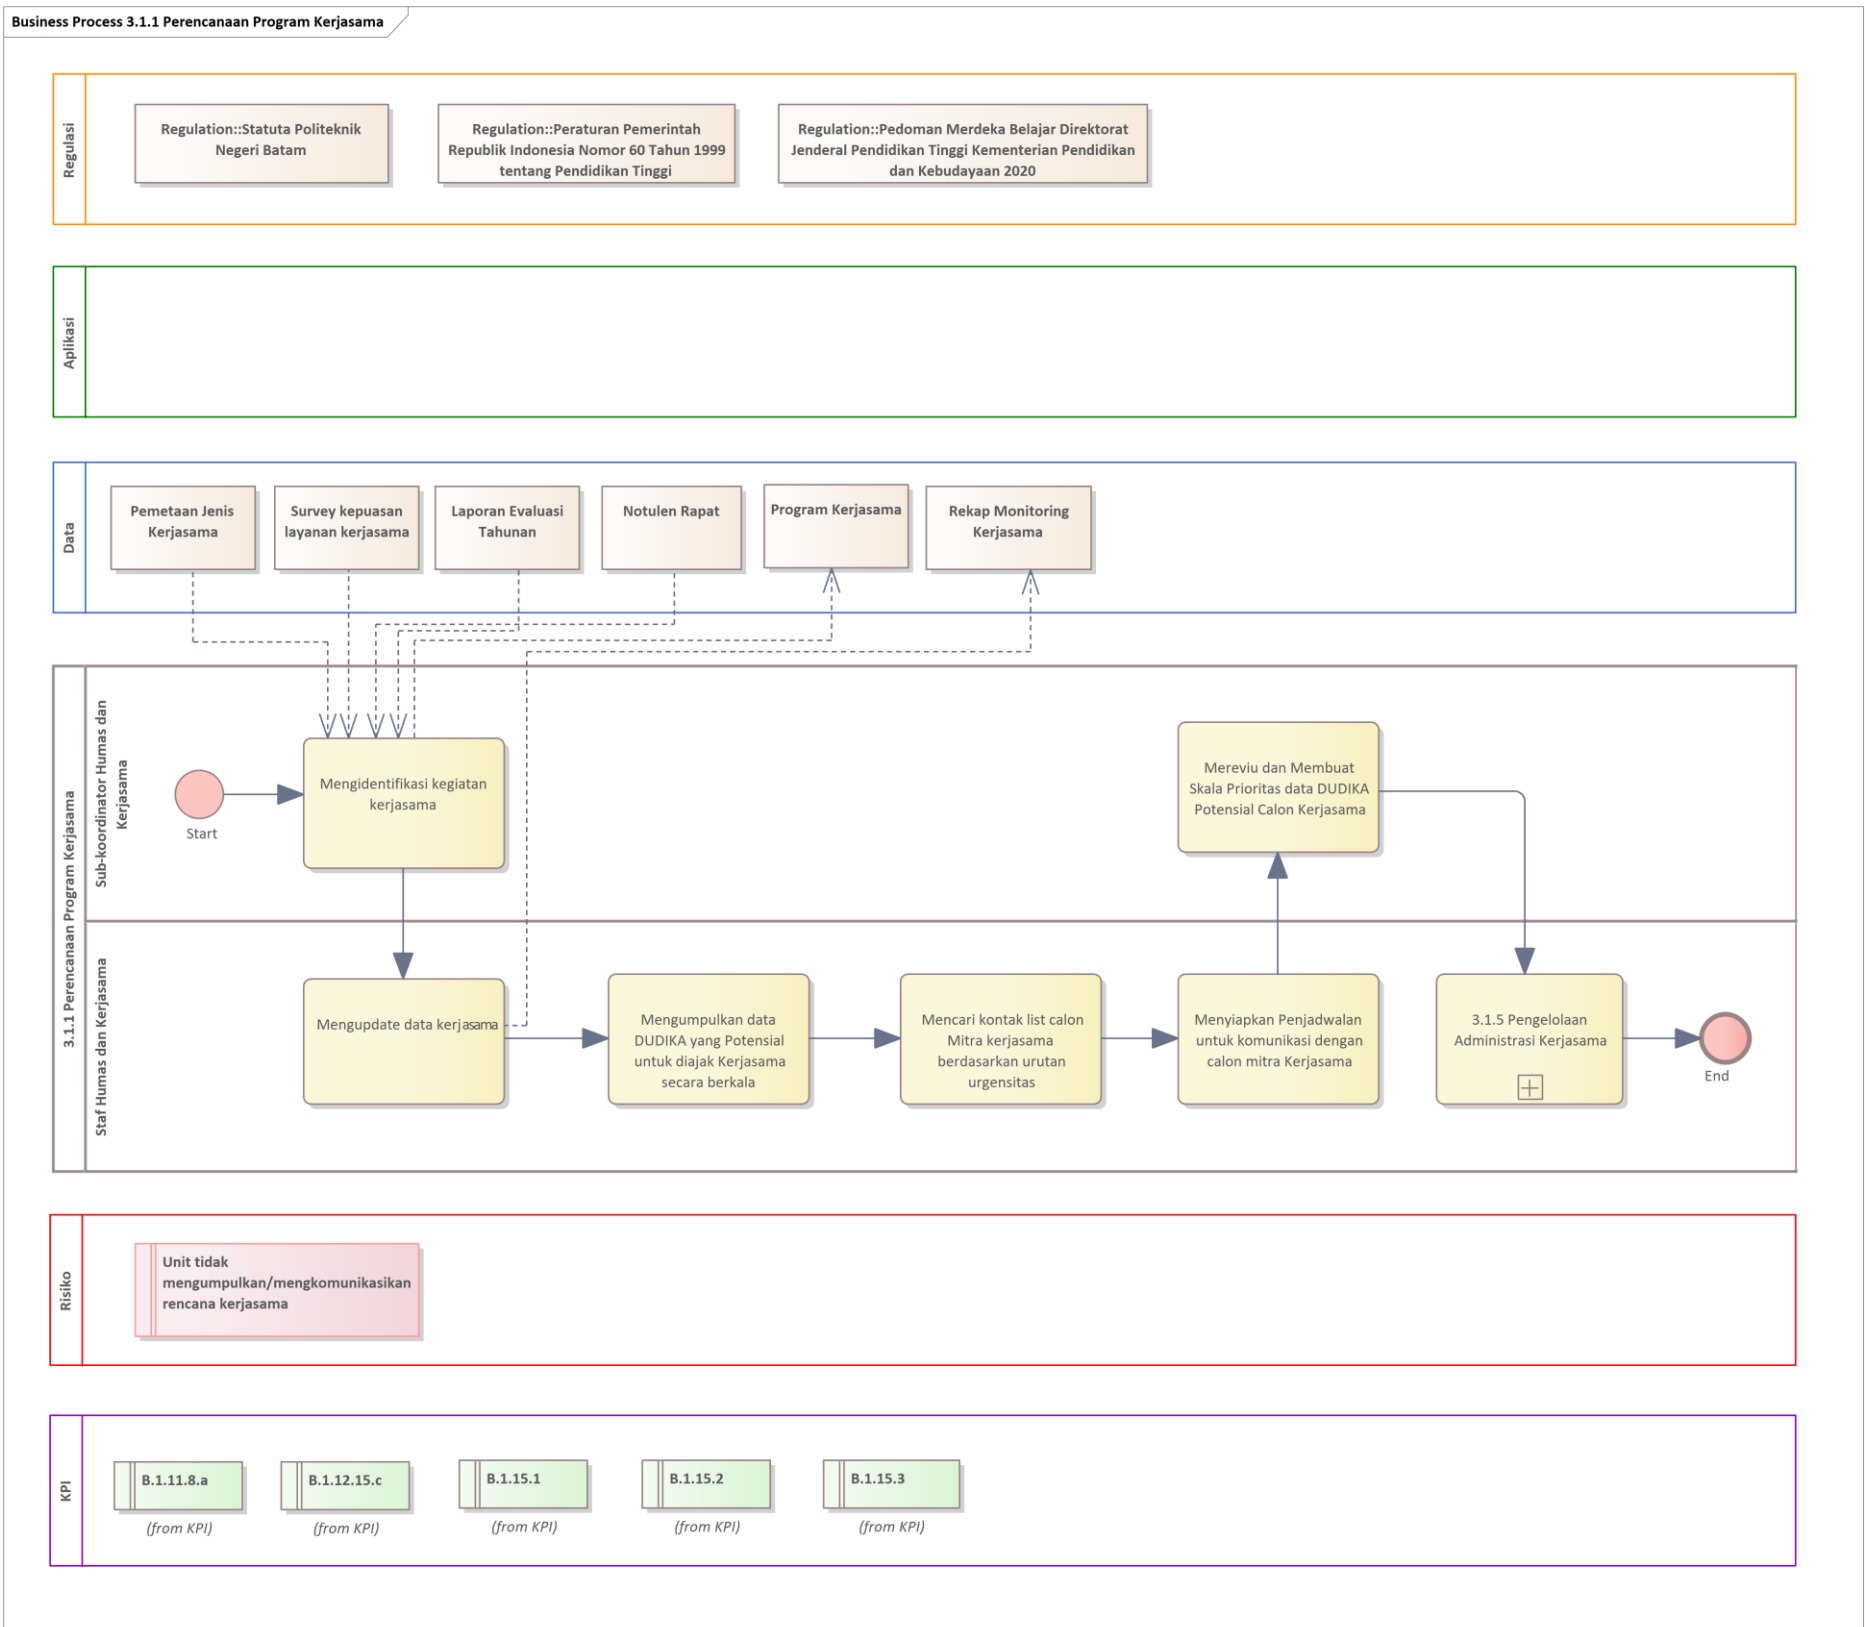 Business Process 3.1.1 Perencanaan Program Kerjasama
Regulasi
Regulation::Statuta Politeknik
Negeri Batam
Regulation::Peraturan Pemerintah
Republik Indonesia Nomor 60 Tahun 1999
tentang Pendidikan Tinggi
Regulation::Pedoman Merdeka Belajar Direktorat
Jenderal Pendidikan Tinggi Kementerian Pendidikan
dan Kebudayaan 2020
Aplikasi
Data
Pemetaan Jenis
Kerjasama
Survey kepuasan
layanan kerjasama
Laporan Evaluasi
Tahunan
Notulen Rapat
Program Kerjasama
Rekap Monitoring
Kerjasama
3.1.1 Perencanaan Program Kerjasama
Sub-koordinator Humas dan
Kerjasama
Start
Mengidentifikasi kegiatan
kerjasama
Mereviu dan Membuat
Skala Prioritas data DUDIKA
Potensial Calon Kerjasama
Staf Humas dan Kerjasama
Mengupdate data kerjasama
Mengumpulkan data
DUDIKA yang Potensial
untuk diajak Kerjasama
secara berkala
Mencari kontak list calon
Mitra kerjasama
berdasarkan urutan
urgensitas
Menyiapkan Penjadwalan
untuk komunikasi dengan
calon mitra Kerjasama
3.1.5 Pengelolaan
Administrasi Kerjasama
End
Risiko
Unit tidak
mengumpulkan/mengkomunikasikan
rencana kerjasama
KPI
B.1.11.8.a
(from KPI)
B.1.12.15.c
(from KPI)
B.1.15.1
(from KPI)
B.1.15.2
(from KPI)
B.1.15.3
(from KPI)